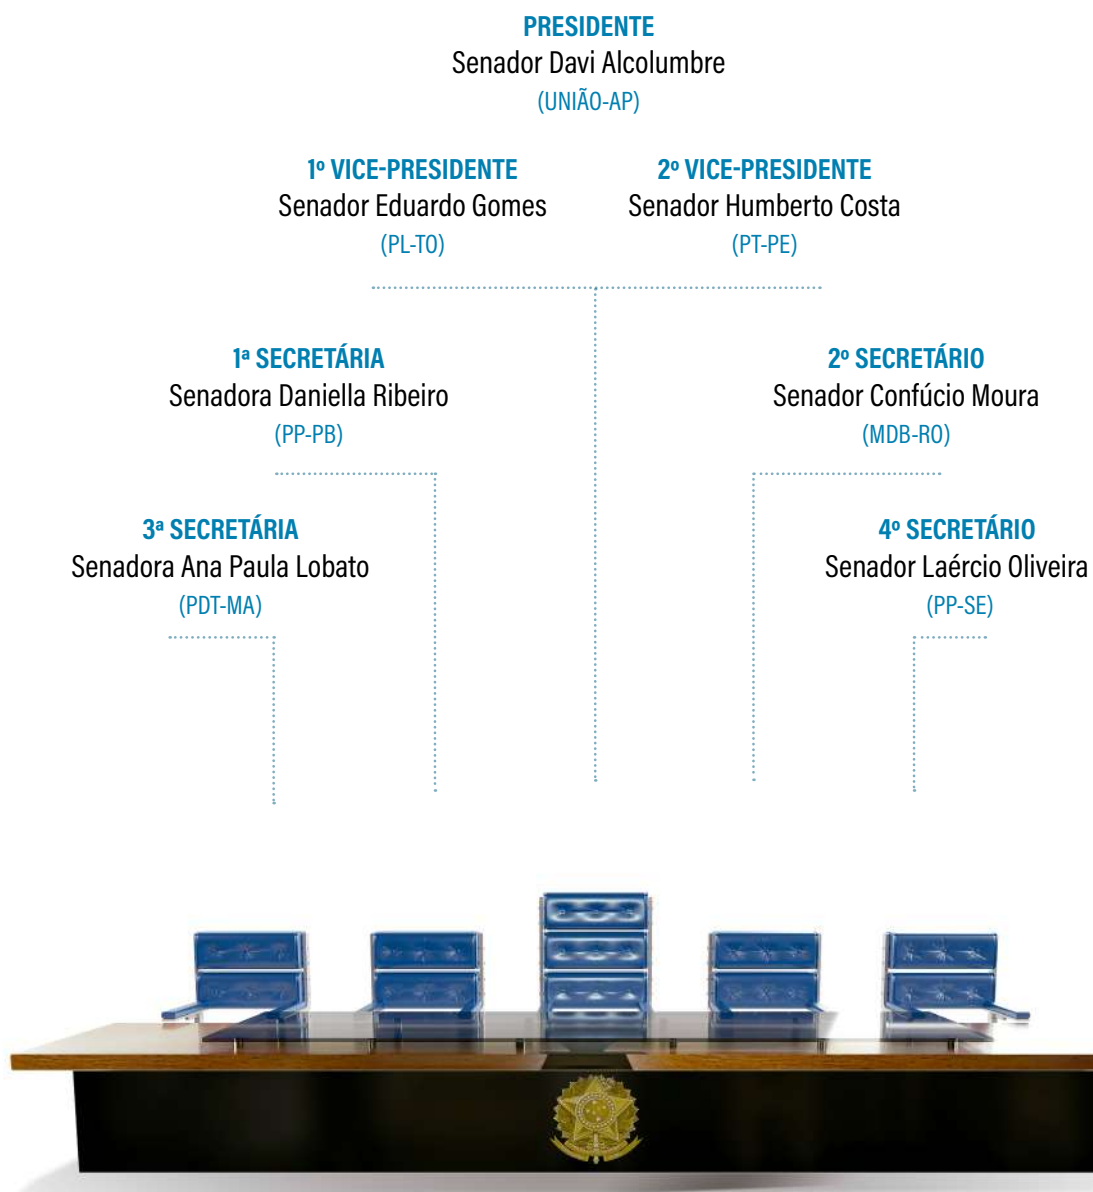 PRESIDENTE
Senador Davi Alcolumbre
(UNIÃO-AP)
1º VICE-PRESIDENTE
Senador Eduardo Gomes
(PL-TO)
2º VICE-PRESIDENTE
Senador Humberto Costa
(PT-PE)
1ª SECRETÁRIA
Senadora Daniella Ribeiro
(PP-PB)
2º SECRETÁRIO
Senador Confúcio Moura
(MDB-RO)
3ª SECRETÁRIA
Senadora Ana Paula Lobato
(PDT-MA)
4º SECRETÁRIO
Senador Laércio Oliveira
(PP-SE)